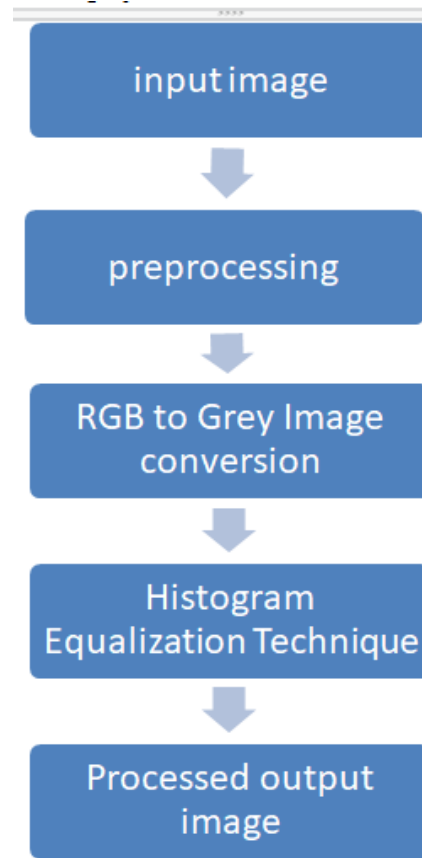 input image
preprocessing
RGB to Grey Image
conversion
Histogram
Equalization Technique
Processed output
image